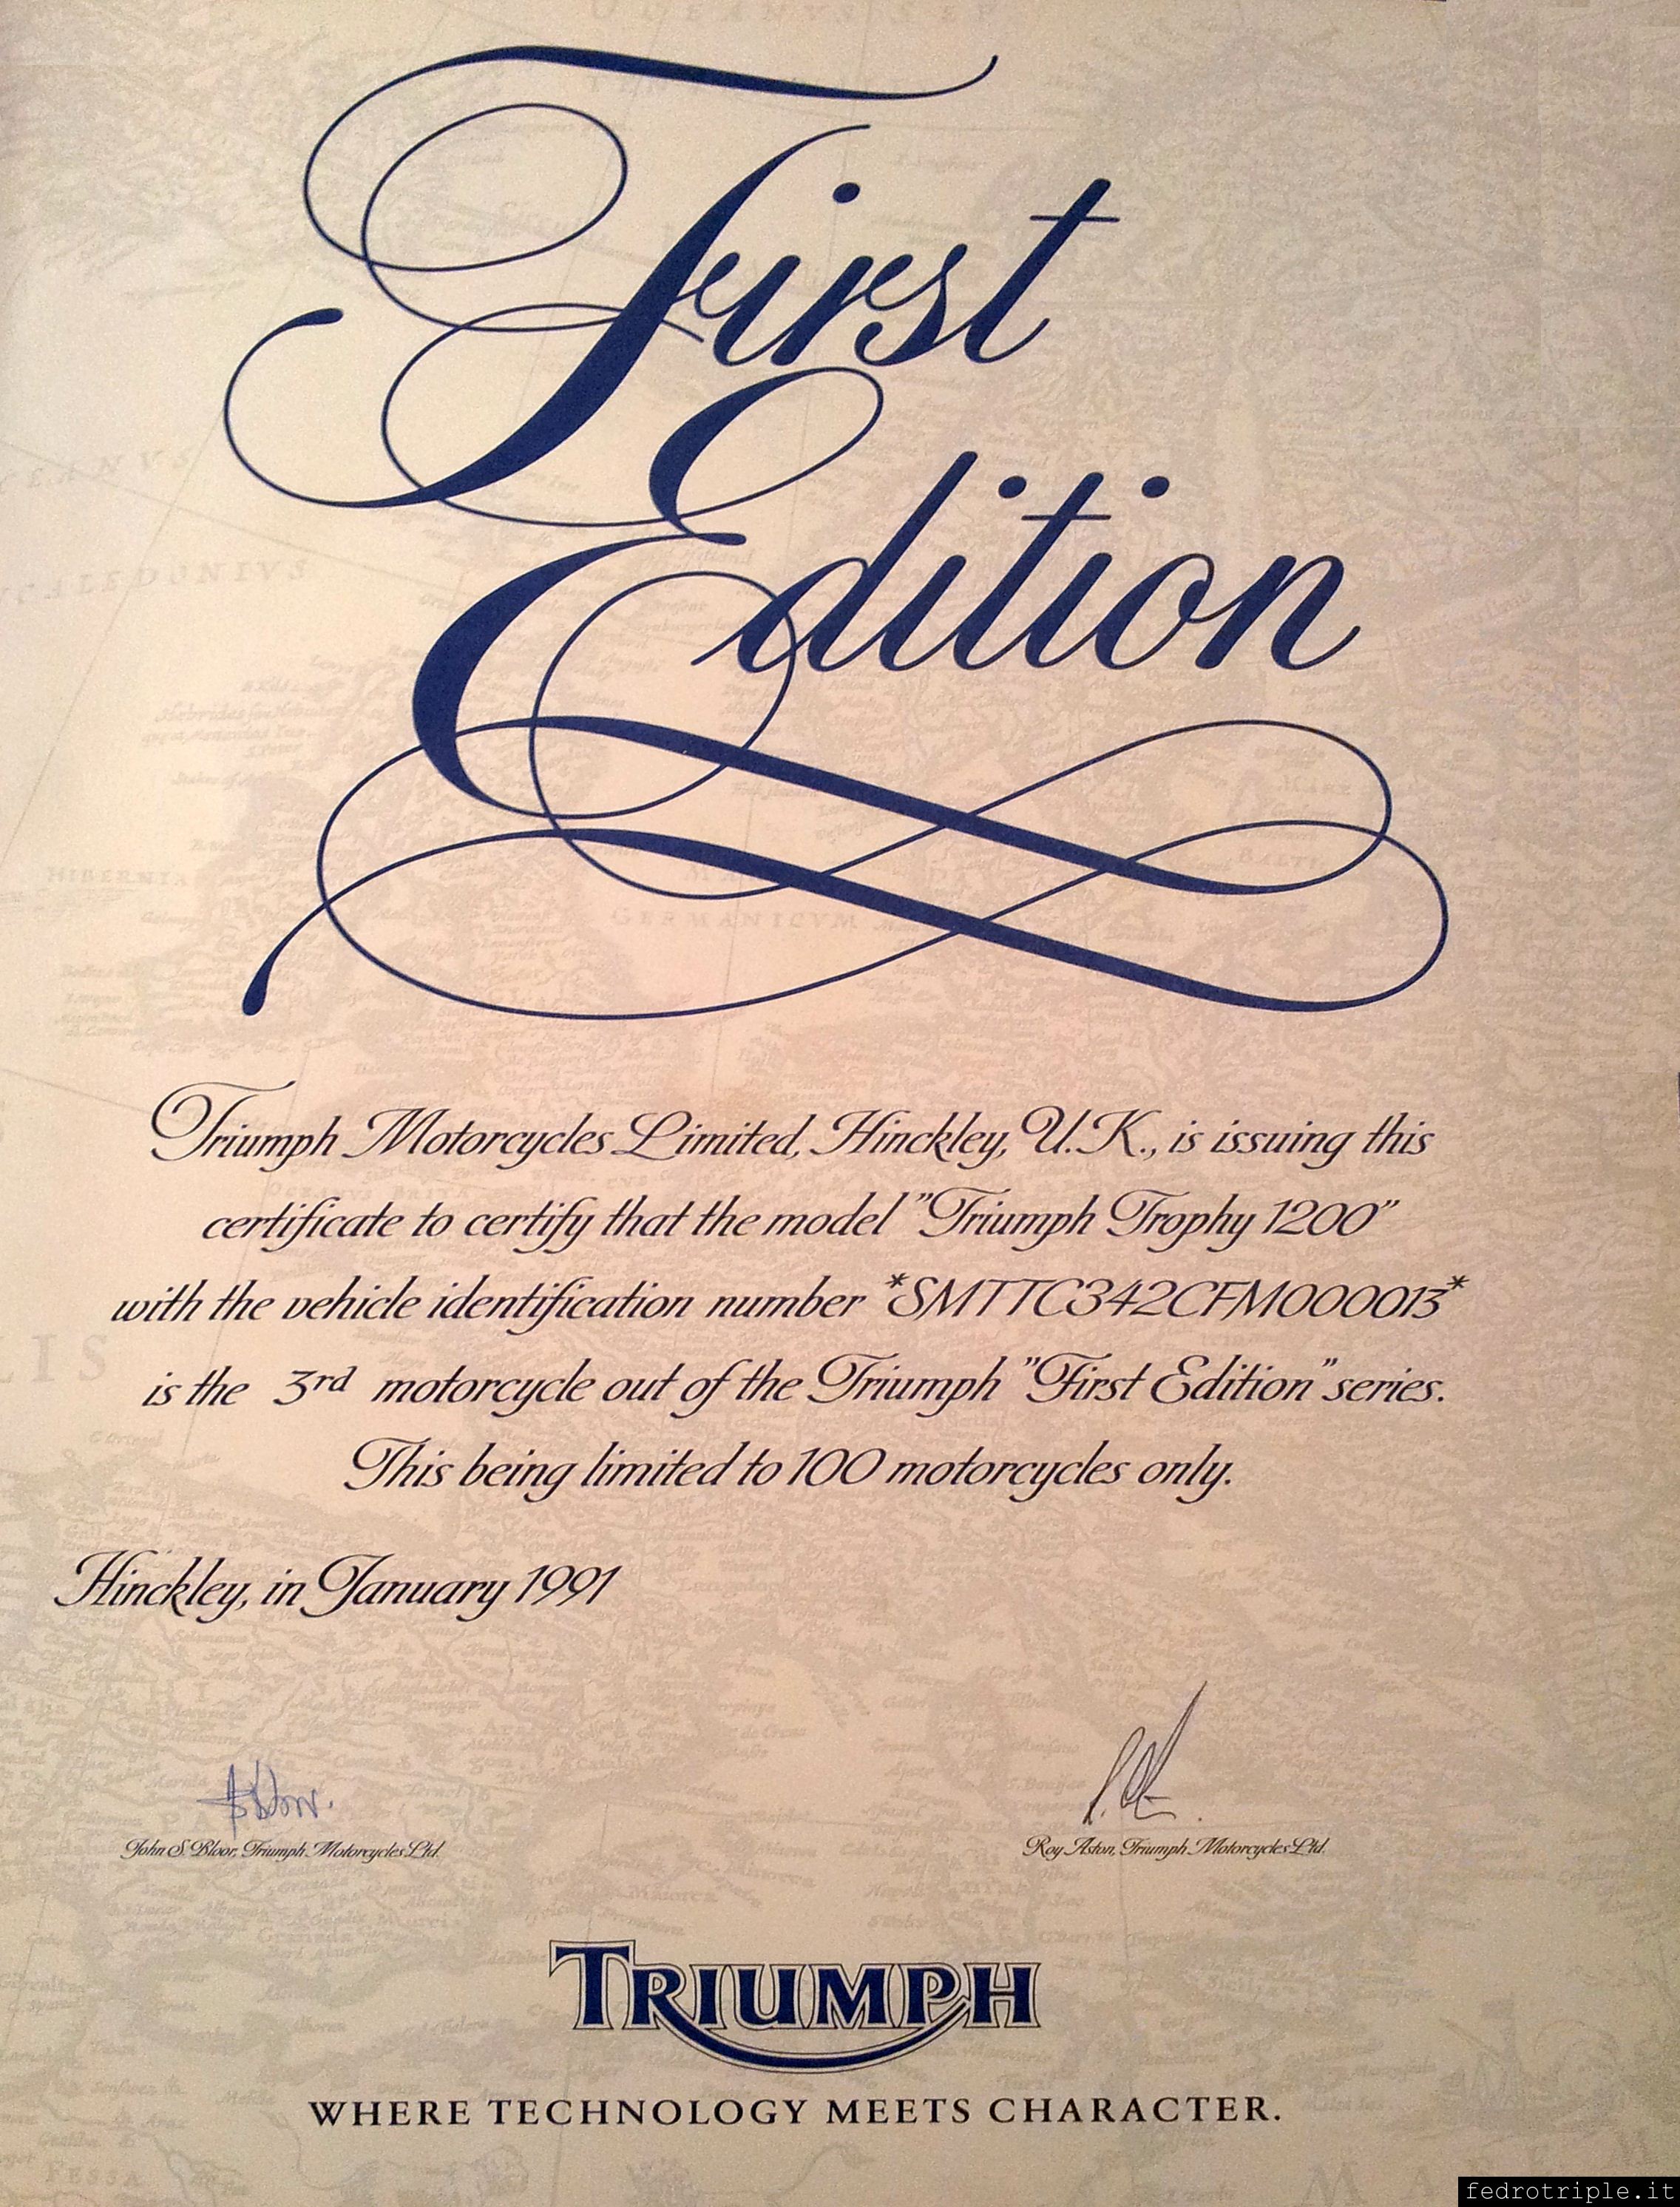 First
Edition
Triumph Motorcycles Limited, Hinckley, U.K., is issuing this
certificate to certify that the model "Triumph Trophy 1200"
with the vehicle identification number *SMTTC342CFM000013*
is the 3rd motorcycle out of the Triumph "First Edition" series.
This being limited to 100 motorcycles only.
Hinckley, in January 1991
John S. Bloor, Triumph Motorcycles Ltd.
Roy Aston, Triumph Motorcycles Ltd.
TRIUMPH
WHERE TECHNOLOGY MEETS CHARACTER.
HIBERNIA
GERMANICVM
FESSA
fedrotriple.it